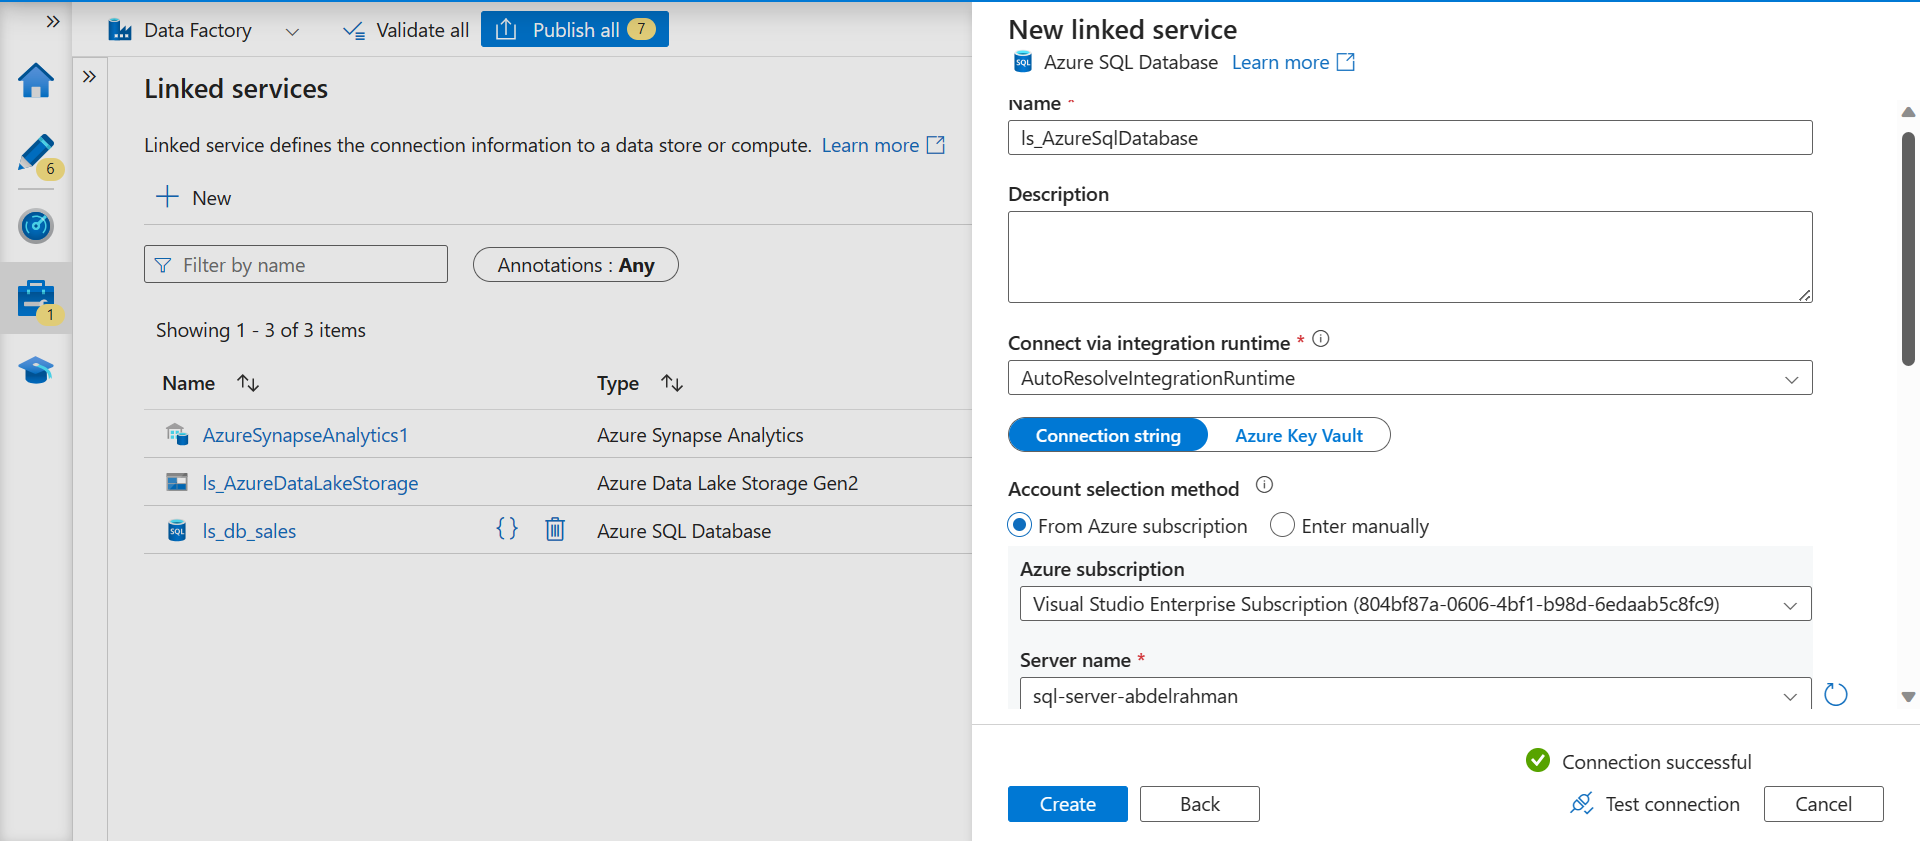 Data Factory
Validate all
Publish all 7
6
1
Linked services
Linked service defines the connection information to a data store or compute. Learn more
New
Filter by name
Annotations : Any
Showing 1 - 3 of 3 items
Name Type
AzureSynapseAnalytics1 Azure Synapse Analytics
ls_AzureDataLakeStorage Azure Data Lake Storage Gen2
SQL ls_db_sales {} Azure SQL Database
New linked service
SQL Azure SQL Database Learn more
Name *
ls_AzureSqlDatabase
Description
Connect via integration runtime *
AutoResolveIntegrationRuntime
Connection string Azure Key Vault
Account selection method
From Azure subscription Enter manually
Azure subscription
Visual Studio Enterprise Subscription (804bf87a-0606-4bf1-b98d-6edaab5c8fc9)
Server name *
sql-server-abdelrahman
Connection successful
Create Back Test connection Cancel